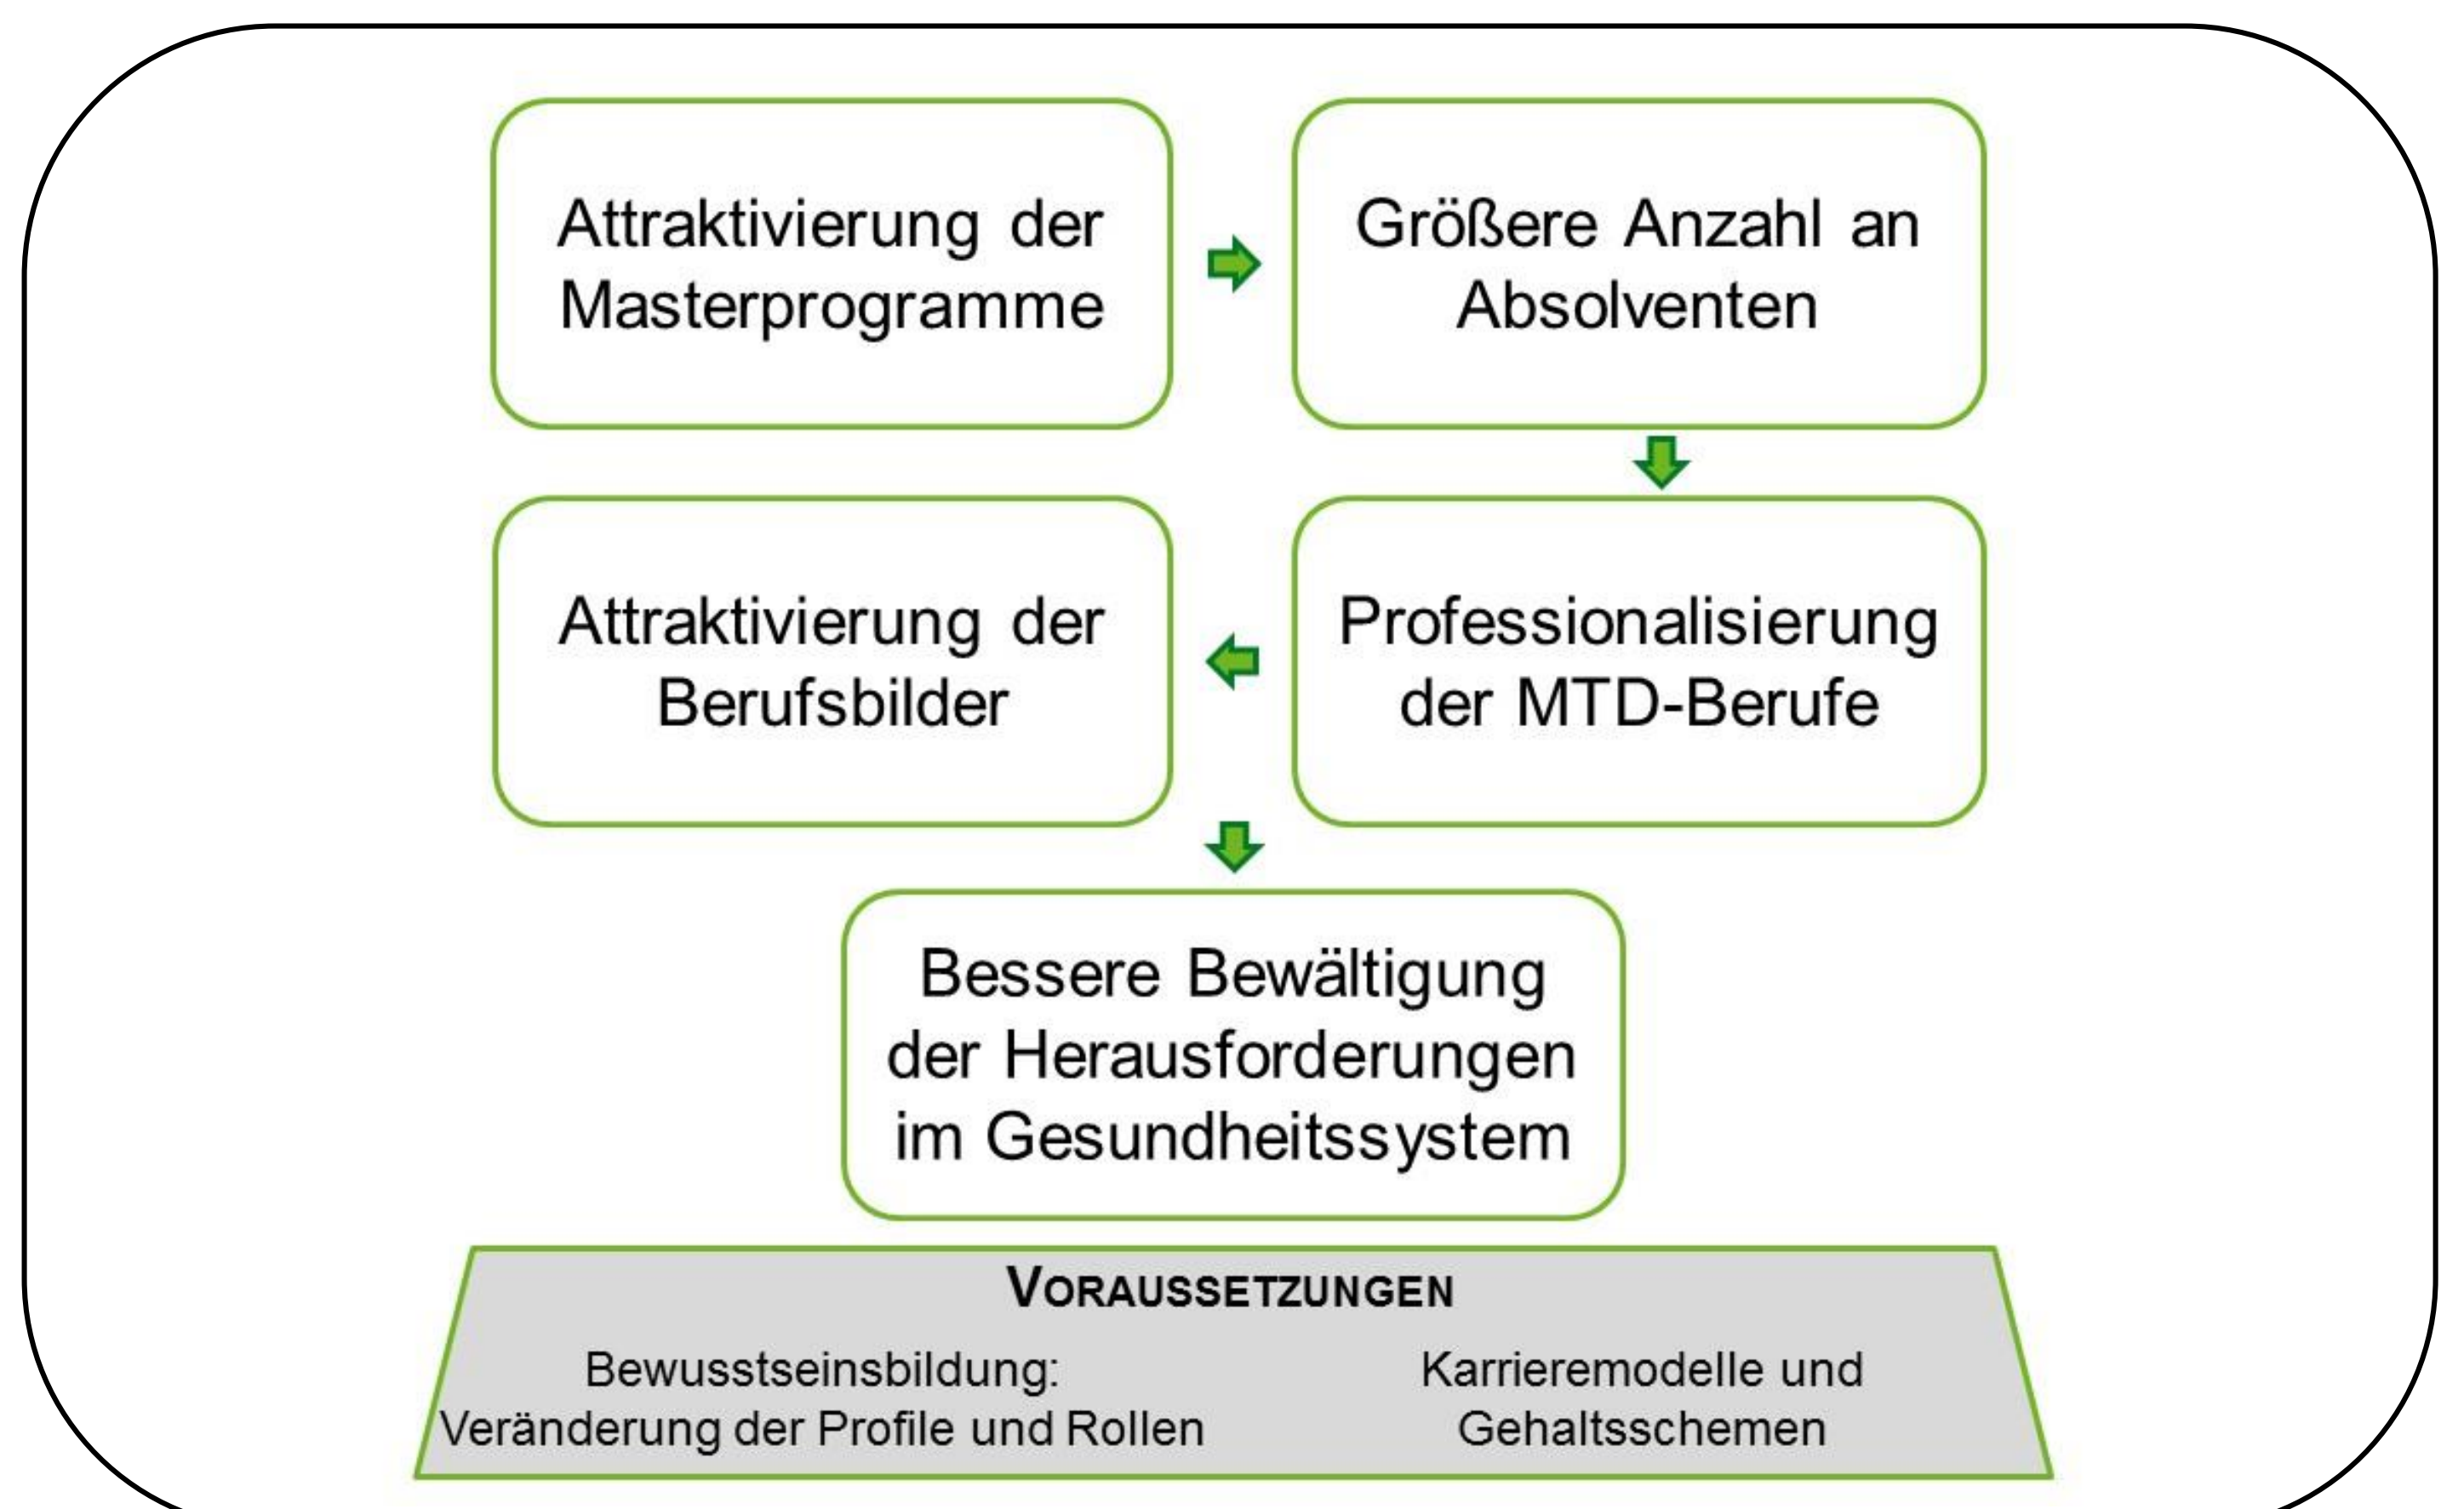 Attraktivierung der
Masterprogramme
Größere Anzahl an
Absolventen
Attraktivierung der
Berufsbilder
Professionalisierung
der MTD-Berufe
Bessere Bewältigung
der Herausforderungen
im Gesundheitssystem
VORAUSSETZUNGEN
Bewusstseinsbildung:
Veränderung der Profile und Rollen
Karrieremodelle und
Gehaltsschemen